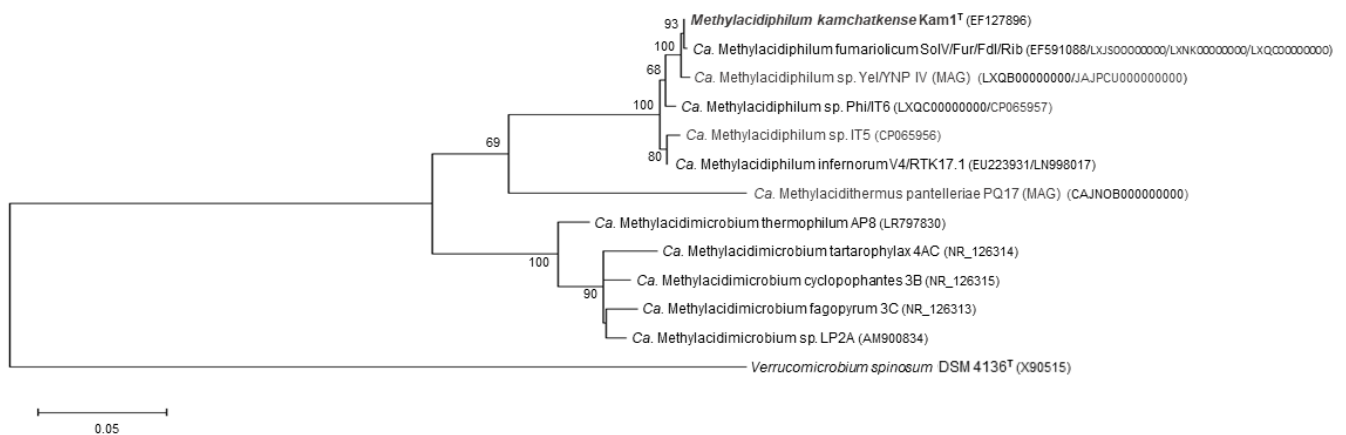 93
Methylacidiphilum kamchatkense Kam1ᵀ (EF127896)
100
Ca. Methylacidiphilum fumariolicum SolV/Fur/Fdl/Rib (EF591088/LXJS00000000/LXNK00000000/LXQC00000000)
68
Ca. Methylacidiphilum sp. Yel/YNP IV (MAG) (LXQB00000000/JAJPCU000000000)
100
Ca. Methylacidiphilum sp. Phi/IT6 (LXQC00000000/CP065957)
Ca. Methylacidiphilum sp. IT5 (CP065956)
69
80
Ca. Methylacidiphilum infernorum V4/RTK17.1 (EU223931/LN998017)
Ca. Methylacidithermus pantelleriae PQ17 (MAG) (CAJNOB000000000)
Ca. Methylacidimicrobium thermophilum AP8 (LR797830)
Ca. Methylacidimicrobium tartarophylax 4AC (NR_126314)
100
Ca. Methylacidimicrobium cyclopophantes 3B (NR_126315)
90
Ca. Methylacidimicrobium fagopyrum 3C (NR_126313)
Ca. Methylacidimicrobium sp. LP2A (AM900834)
Verrucomicrobium spinosum DSM 4136ᵀ (X90515)
0.05